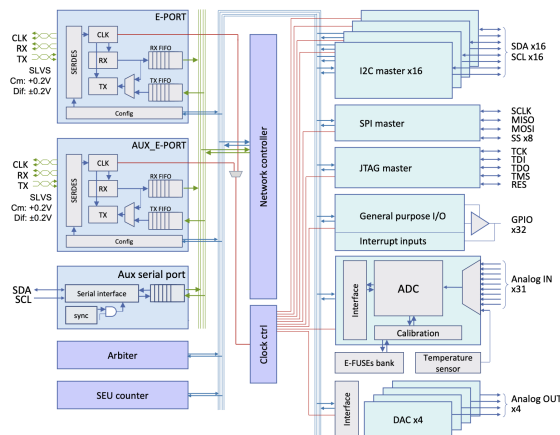 E-PORT
CLK
RX
TX
SLVS
Cm: +0.2V
Dif: ±0.2V
SERDES
CLK
RX
TX
RX FIFO
TX FIFO
Config
AUX_E-PORT
CLK
RX
TX
SLVS
Cm: +0.2V
Dif: ±0.2V
SERDES
CLK
RX
TX
RX FIFO
TX FIFO
Config
Aux serial port
SDA
SCL
Serial interface
sync
Arbiter
SEU counter
Network controller
Clock ctrl
I2C master x16
SDA x16
SCL x16
SPI master
SCLK
MISO
MOSI
SS x8
JTAG master
TCK
TDI
TDO
TMS
RES
General purpose I/O
Interrupt inputs
GPIO
x32
Interface
ADC
Calibration
Analog IN
x31
E-FUSEs bank
Temperature
sensor
Interface
DAC x4
Analog OUT
x4